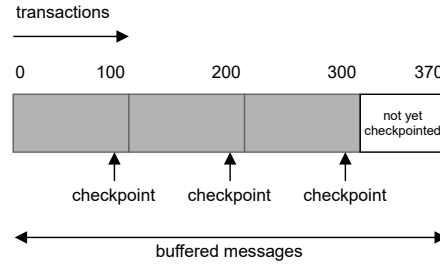 transactions
0 100 200 300 370
not yet
checkpointed
checkpoint checkpoint checkpoint
buffered messages